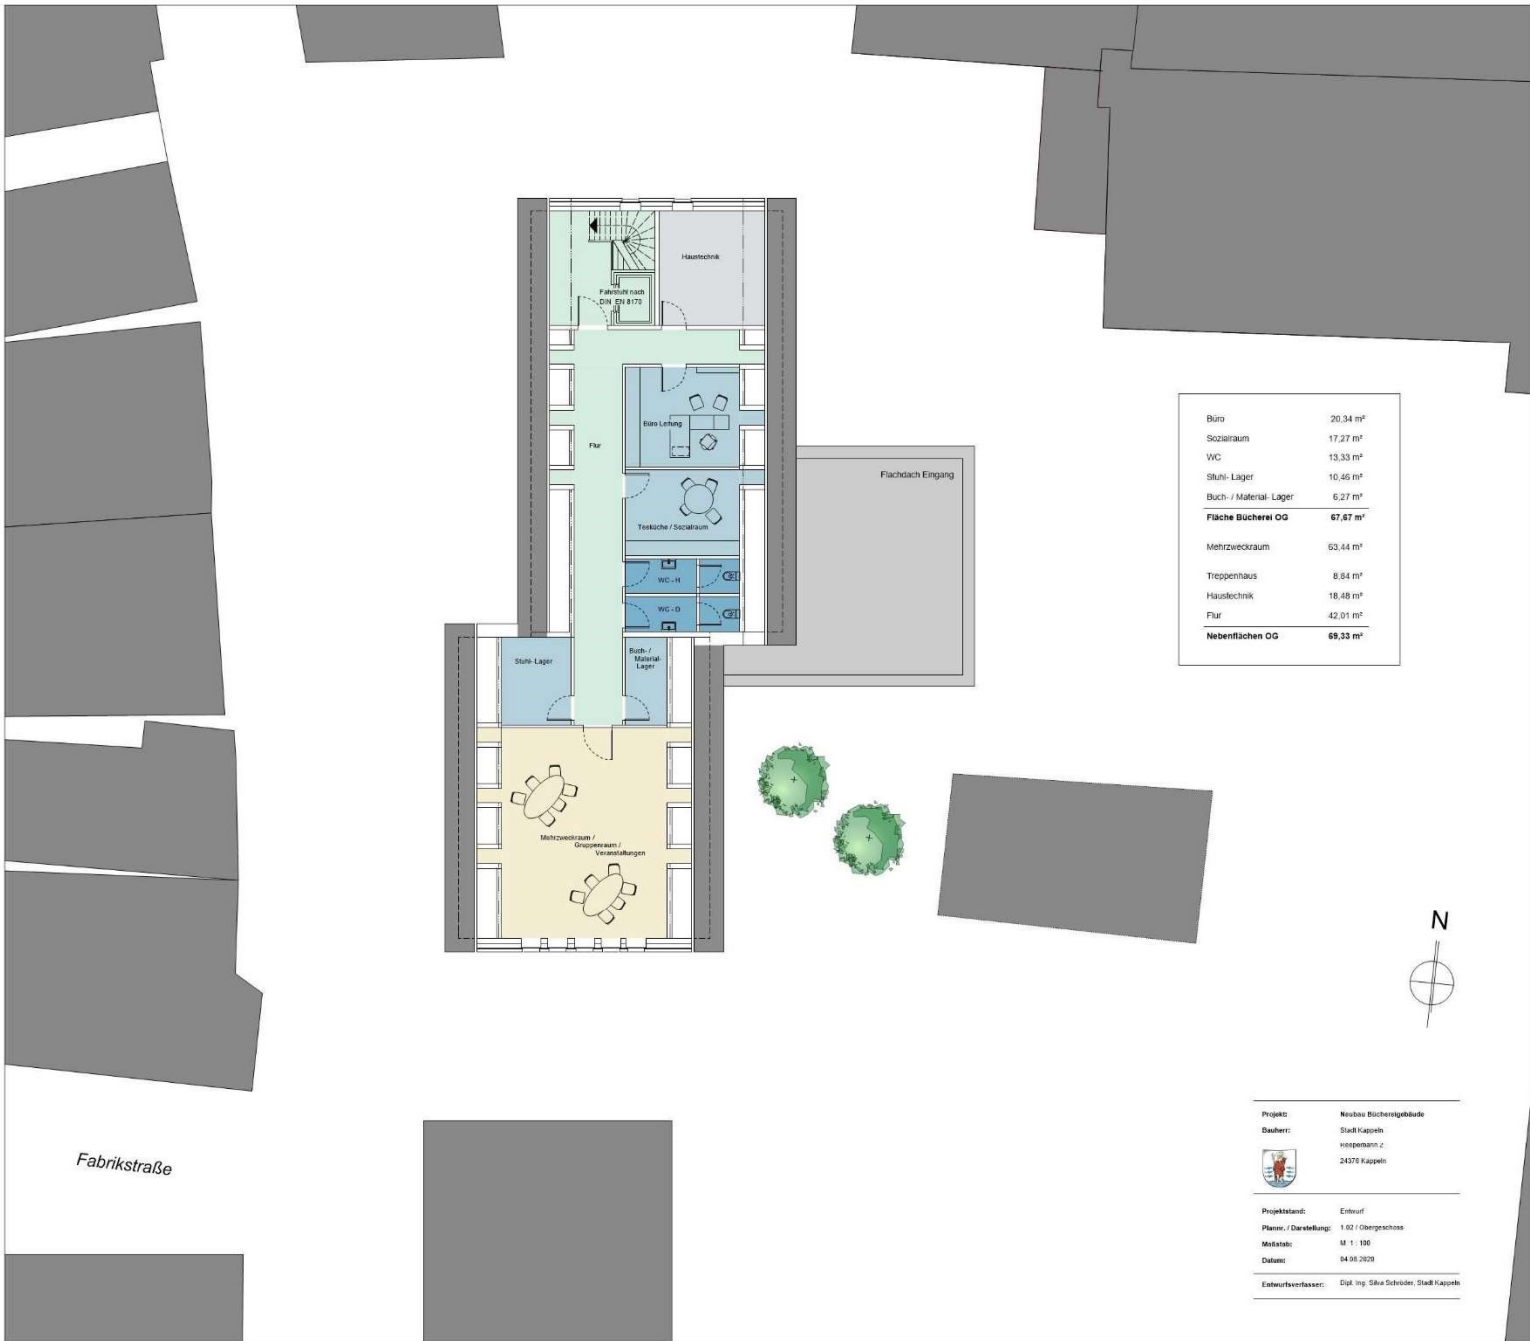 Haustechnik
Fahrstuhl nach
DIN EN 8170
Büro Leitung
Flur
Flachdach Eingang
Teeküche / Sozialraum
WC - H
WC - D
Stuhl- Lager
Buch- /
Material-
Lager
Mehrzweckraum /
Gruppenraum /
Veranstaltungen
Büro 20,34 m²
Sozialraum 17,27 m²
WC 13,33 m²
Stuhl- Lager 10,46 m²
Buch- / Material- Lager 6,27 m²
Fläche Bücherei OG 67,67 m²
Mehrzweckraum 63,44 m²
Treppenhaus 8,84 m²
Haustechnik 18,48 m²
Flur 42,01 m²
Nebenflächen OG 69,33 m²
N
Fabrikstraße
Projekt: Neubau Büchereigebäude
Bauherr: Stadt Kappeln
24376 Kappeln
Projektstand: Entwurf
Plannr. / Darstellung: 1.02 / Obergeschoss
Maßstab: M 1 : 100
Datum: 04.08.2020
Entwurfsverfasser: Dipl. Ing. Silva Schröder, Stadt Kappeln